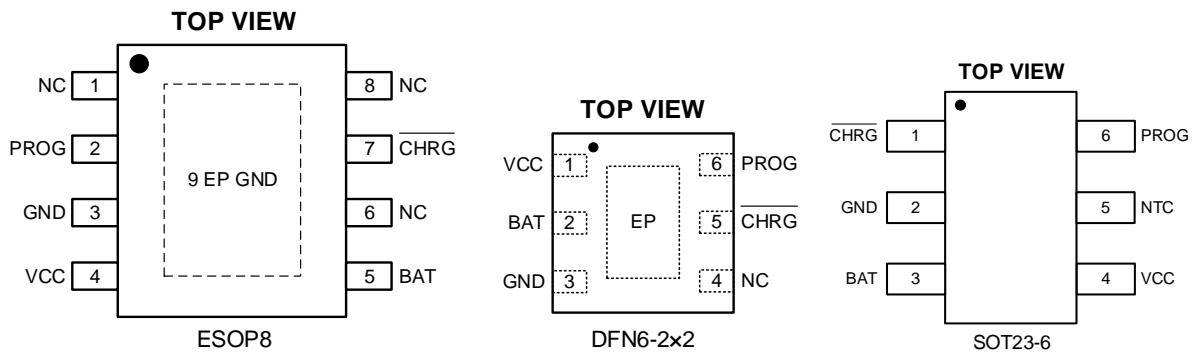 TOP VIEW
NC 1 8 NC
PROG 2 7 CHRG
9 EP GND
GND 3 6 NC
VCC 4 5 BAT
ESOP8
TOP VIEW
VCC 1 6 PROG
BAT 2 EP 5 CHRG
GND 3 4 NC
DFN6-2×2
TOP VIEW
CHRG 1 6 PROG
GND 2 5 NTC
BAT 3 4 VCC
SOT23-6